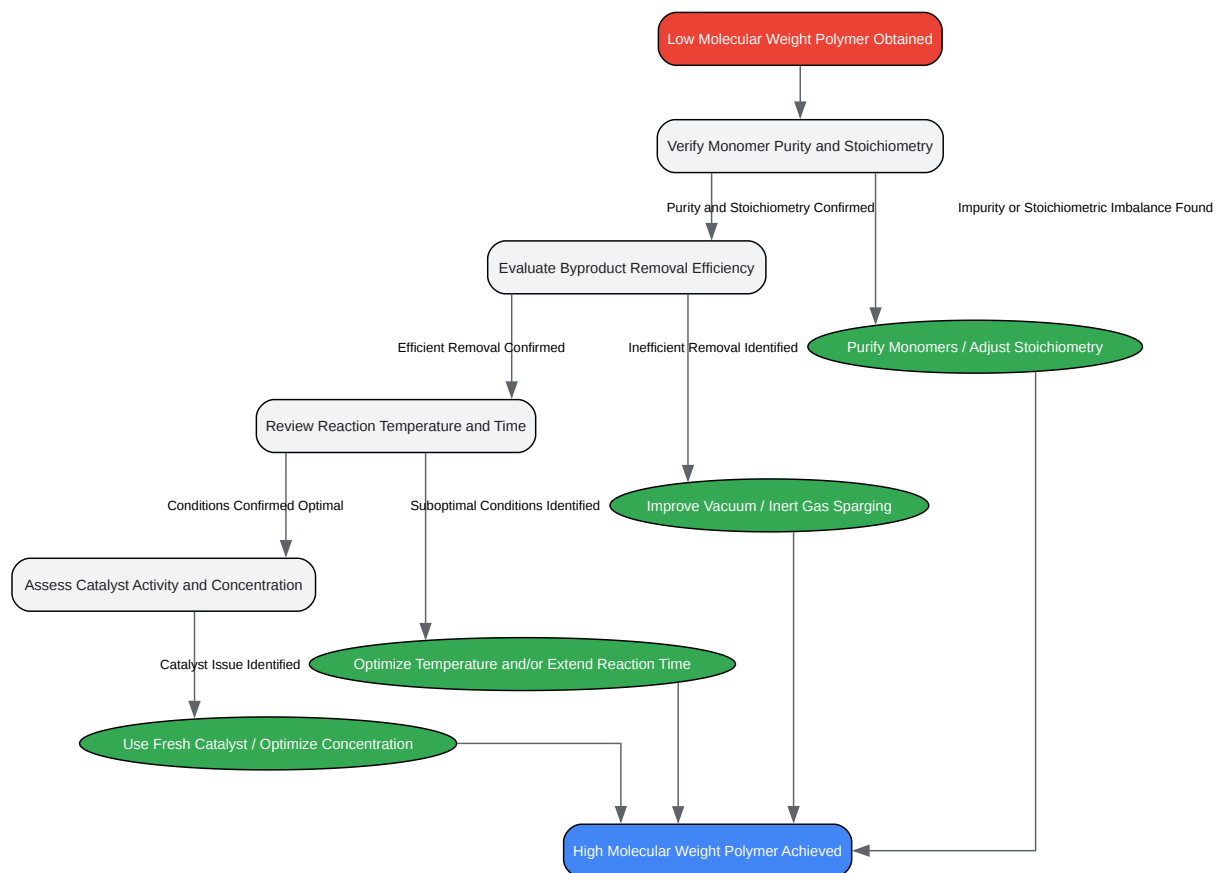 Low Molecular Weight Polymer Obtained
Verify Monomer Purity and Stoichiometry
Purity and Stoichiometry Confirmed
Impurity or Stoichiometric Imbalance Found
Evaluate Byproduct Removal Efficiency
Efficient Removal Confirmed
Inefficient Removal Identified
Purify Monomers / Adjust Stoichiometry
Review Reaction Temperature and Time
Conditions Confirmed Optimal
Suboptimal Conditions Identified
Improve Vacuum / Inert Gas Sparging
Assess Catalyst Activity and Concentration
Catalyst Issue Identified
Optimize Temperature and/or Extend Reaction Time
Use Fresh Catalyst / Optimize Concentration
High Molecular Weight Polymer Achieved